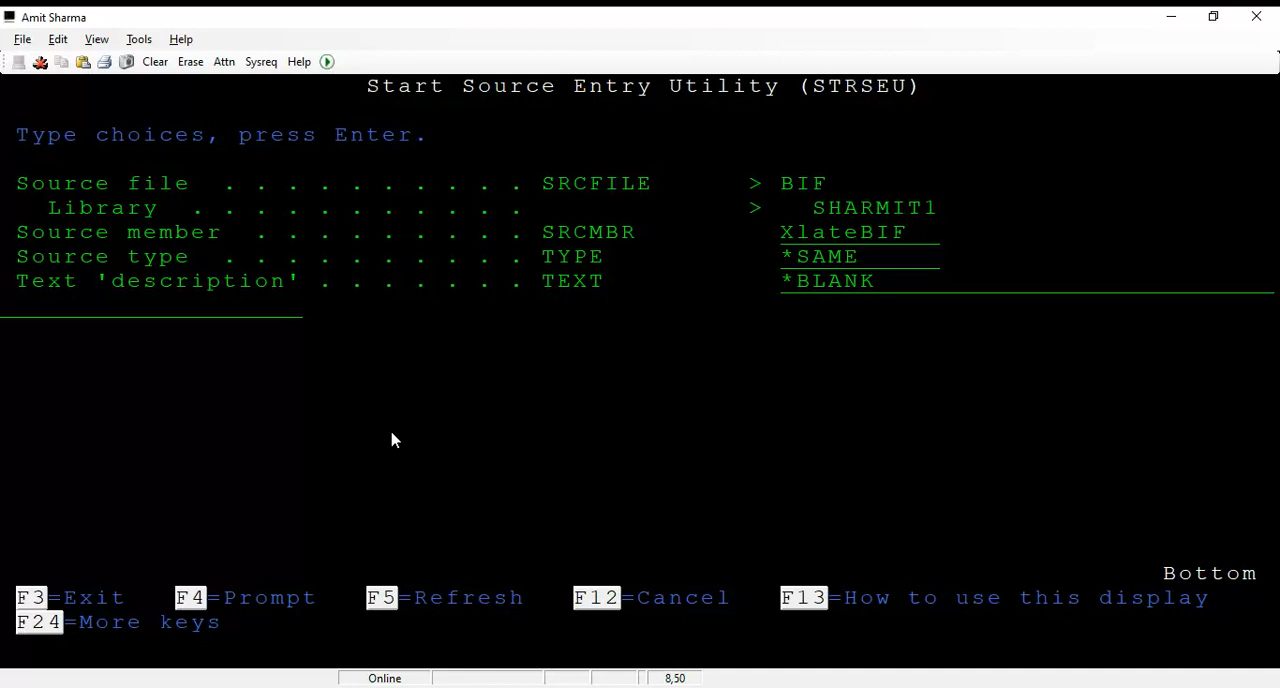 Amit Sharma
File Edit View Tools Help
Clear Erase Attn Sysreq Help
Start Source Entry Utility (STRSEU)
Type choices, press Enter.
Source file . . . . . . . . . . SRCFILE > BIF
Library . . . . . . . . . . . > SHARMIT1
Source member . . . . . . . . . SRCMBR XlateBIF
Source type . . . . . . . . . . TYPE *SAME
Text 'description' . . . . . . . TEXT *BLANK
Bottom
F3=Exit F4=Prompt F5=Refresh F12=Cancel F13=How to use this display
F24=More keys
Online 8,50